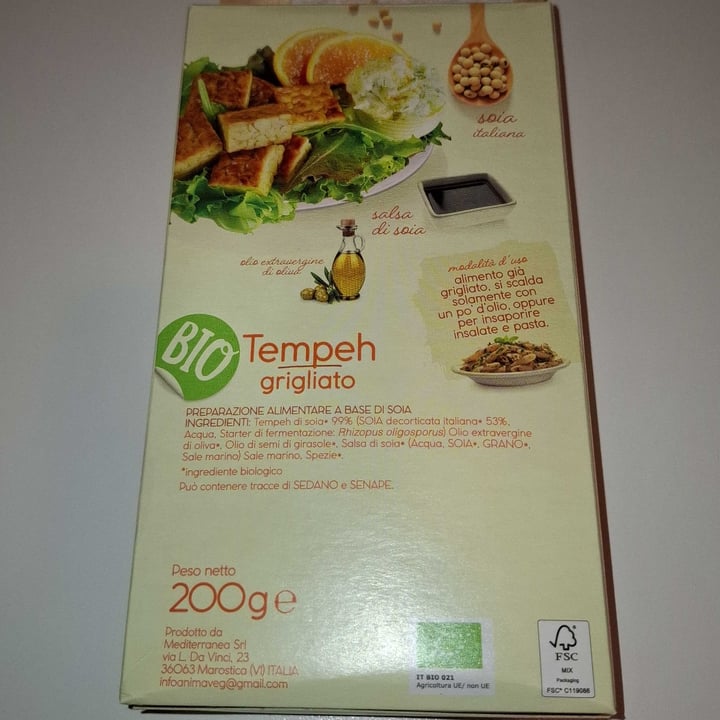 soia
italiana
salsa
di soia
olio extravergine
di oliva
modalità d'uso
alimento già
grigliato, si scalda
solamente con
un po' d'olio, oppure
per insaporire
insalate e pasta.
BIO
Tempeh
grigliato
PREPARAZIONE ALIMENTARE A BASE DI SOIA
INGREDIENTI: Tempeh di soia* 99% (SOIA decorticata italiana* 53%,
Acqua, Starter di fermentazione: Rhizopus oligosporus) Olio extravergine
di oliva*, Olio di semi di girasole*, Salsa di soia* (Acqua, SOIA*, GRANO*,
Sale marino) Sale marino, Spezie*.
*ingrediente biologico
Può contenere tracce di SEDANO e SENAPE.
Peso netto
200g e
Prodotto da
Mediterranea Srl
via L. Da Vinci, 23
36063 Marostica (VI) ITALIA
infoanimaveg@gmail.com
IT BIO 021
Agricoltura UE/ non UE
FSC
MIX
Packaging
FSC® C119086